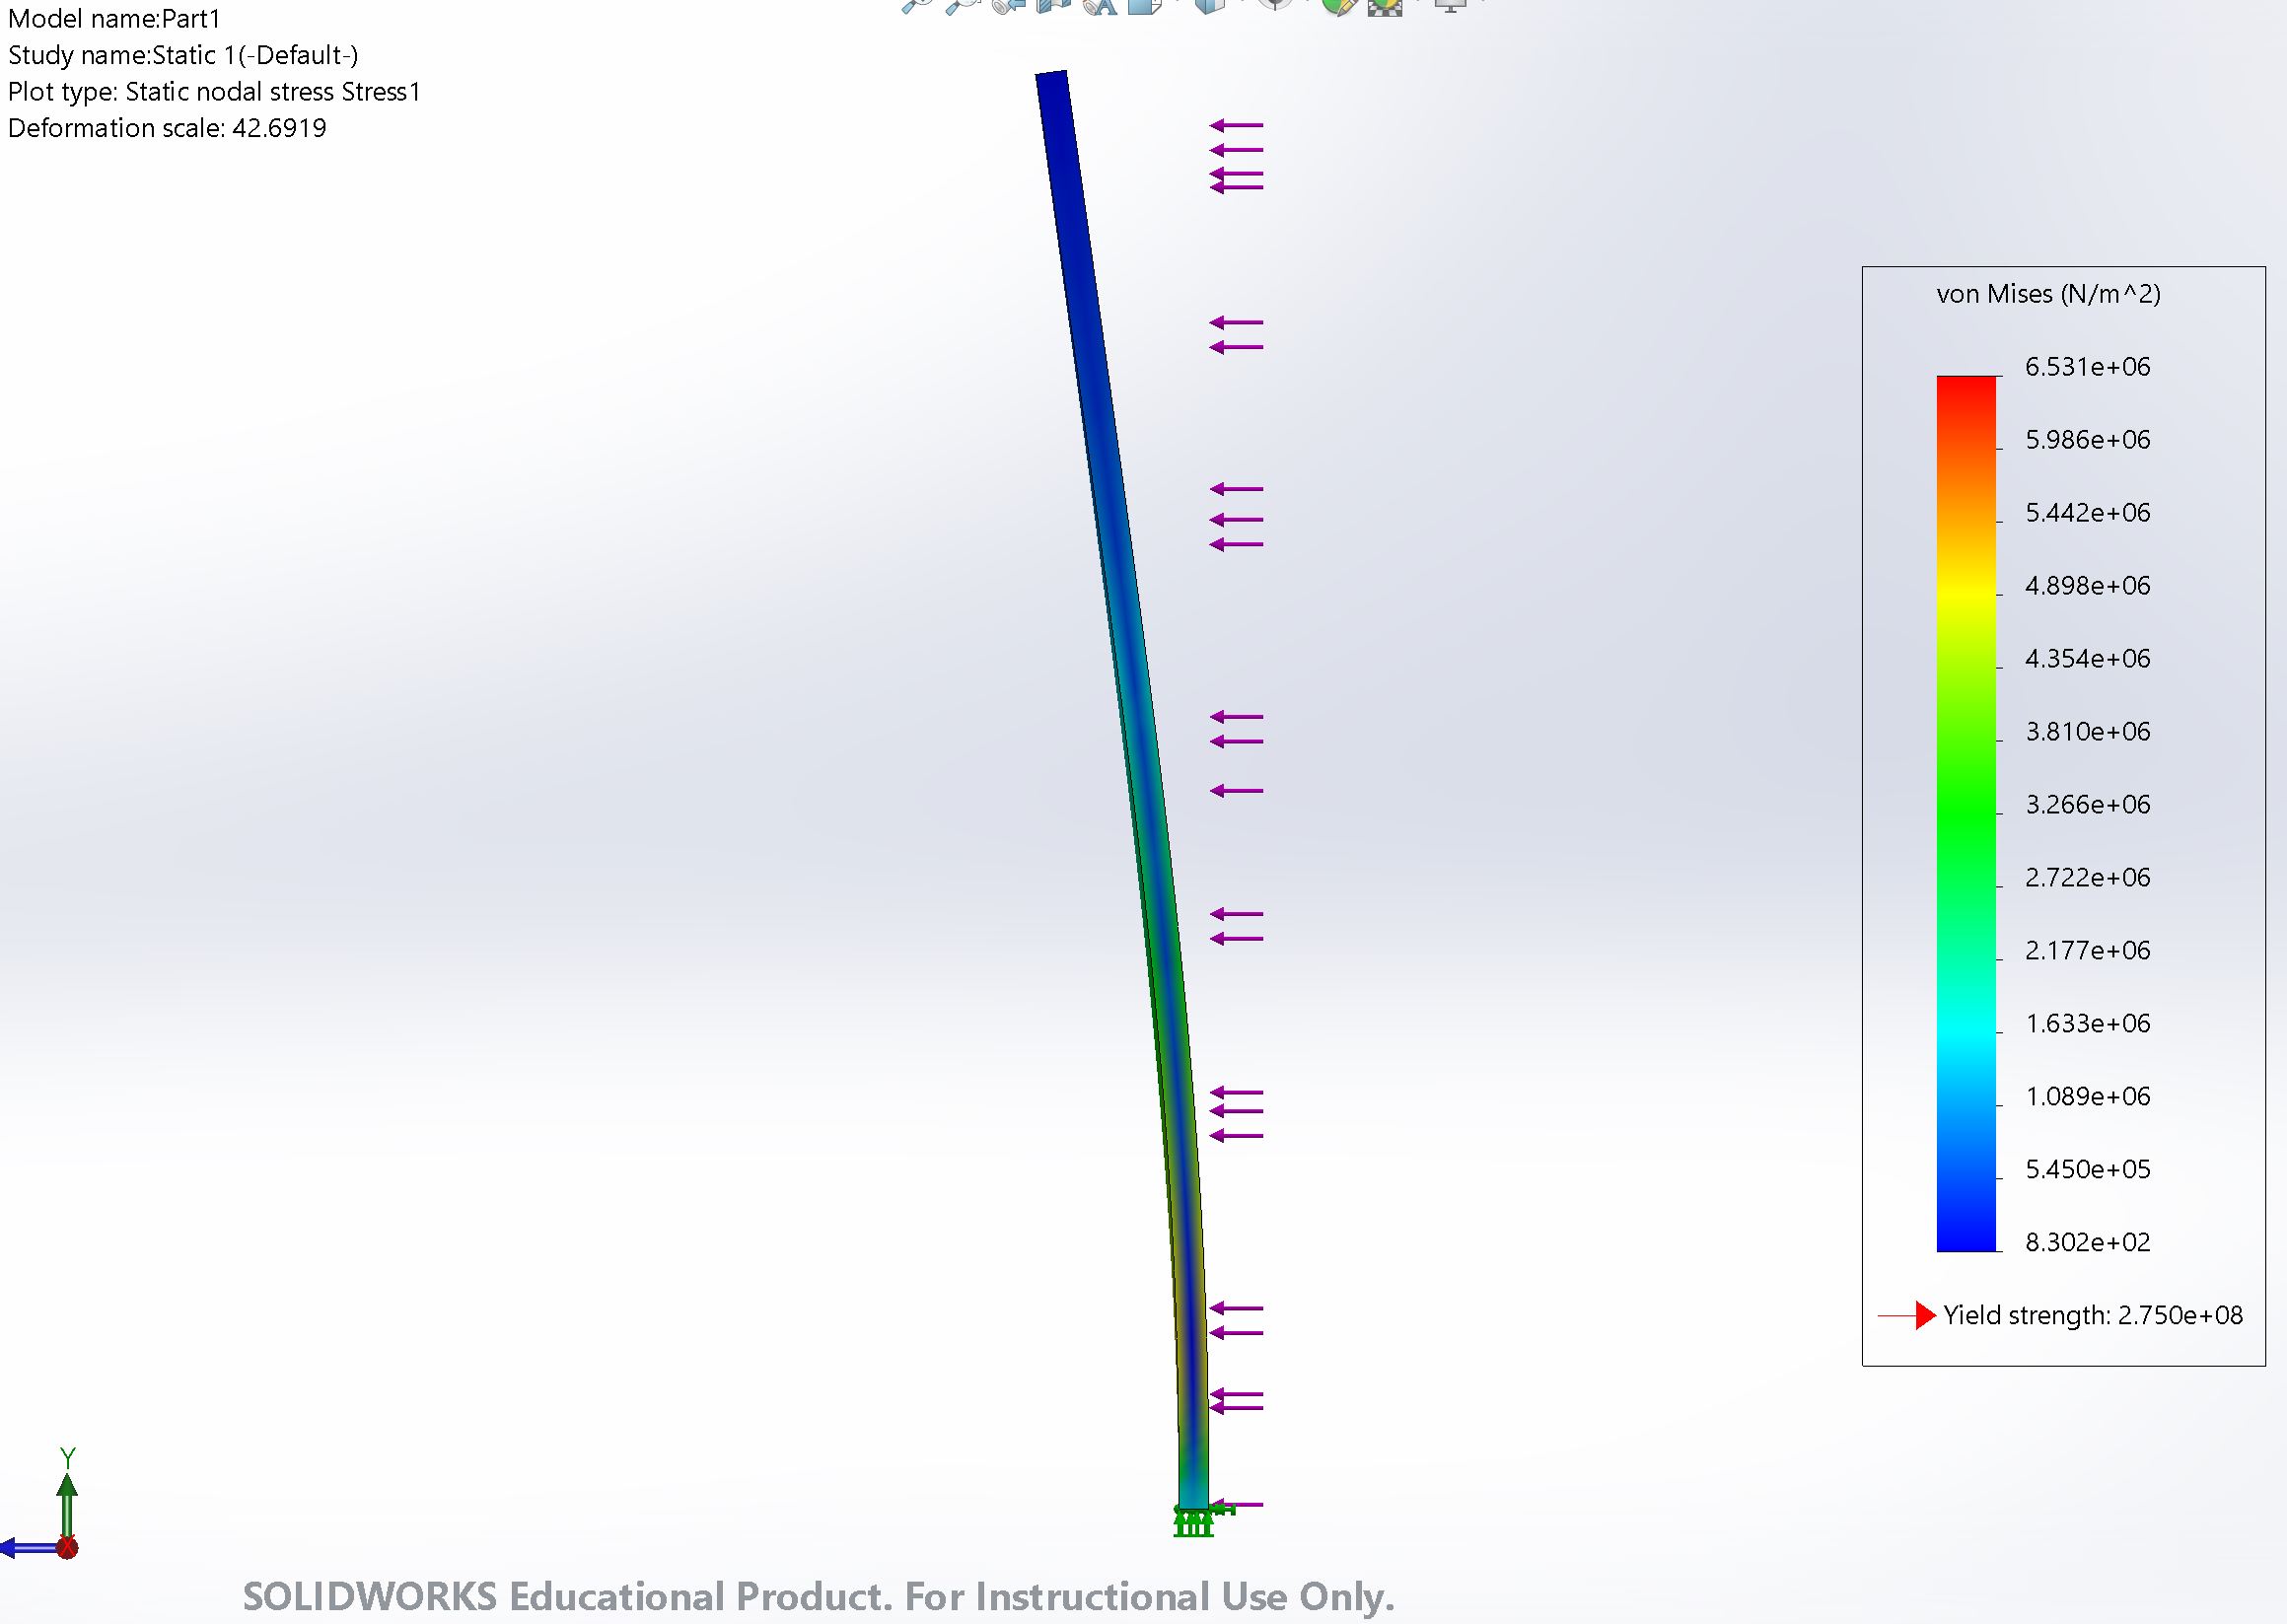 Model name:Part1
Study name:Static 1(-Default-)
Plot type: Static nodal stress Stress1
Deformation scale: 42.6919
von Mises (N/m^2)
6.531e+06
5.986e+06
5.442e+06
4.898e+06
4.354e+06
3.810e+06
3.266e+06
2.722e+06
2.177e+06
1.633e+06
1.089e+06
5.450e+05
8.302e+02
Yield strength: 2.750e+08
Y
X
SOLIDWORKS Educational Product. For Instructional Use Only.